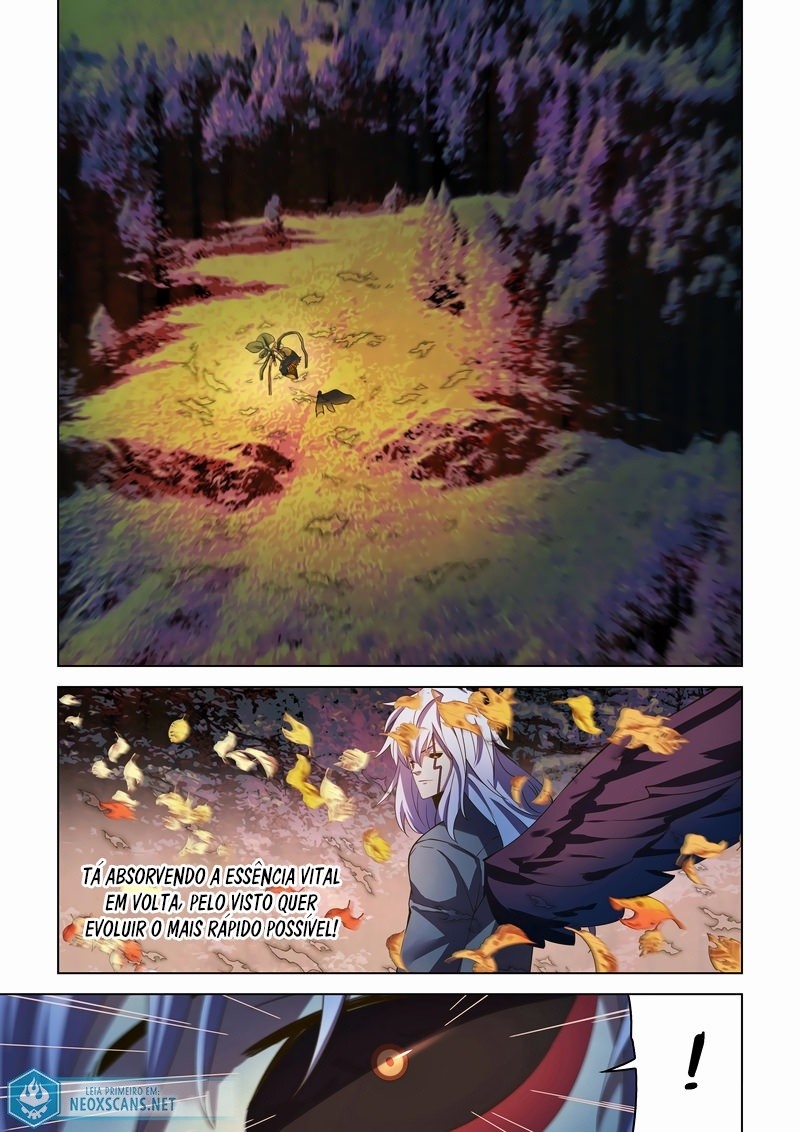 TÁ ABSORVENDO A ESSÊNCIA VITAL
EM VOLTA, PELO VISTO QUER
EVOLUIR O MAIS RÁPIDO POSSÍVEL!
!
LEIA PRIMEIRO EM:
NEOXSCANS.NET